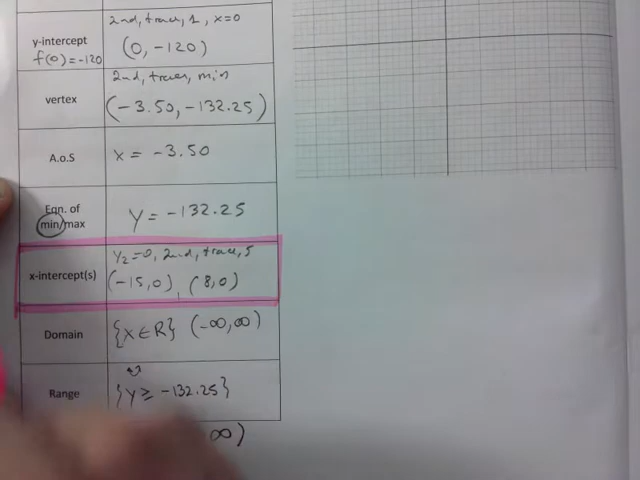 2nd, trace, 1, x=0
y-intercept
f(0)=-120
(0, -120)
2nd, trace, min
vertex
(-3.50, -132.25)
A.o.S
x = -3.50
Eqn. of
min/max
y = -132.25
Y₂=0, 2nd, trace, 5
x-intercept(s)
(-15,0), (8,0)
Domain
{X∈R} (-∞,∞)
Range
{y ≥ -132.25}
∞)